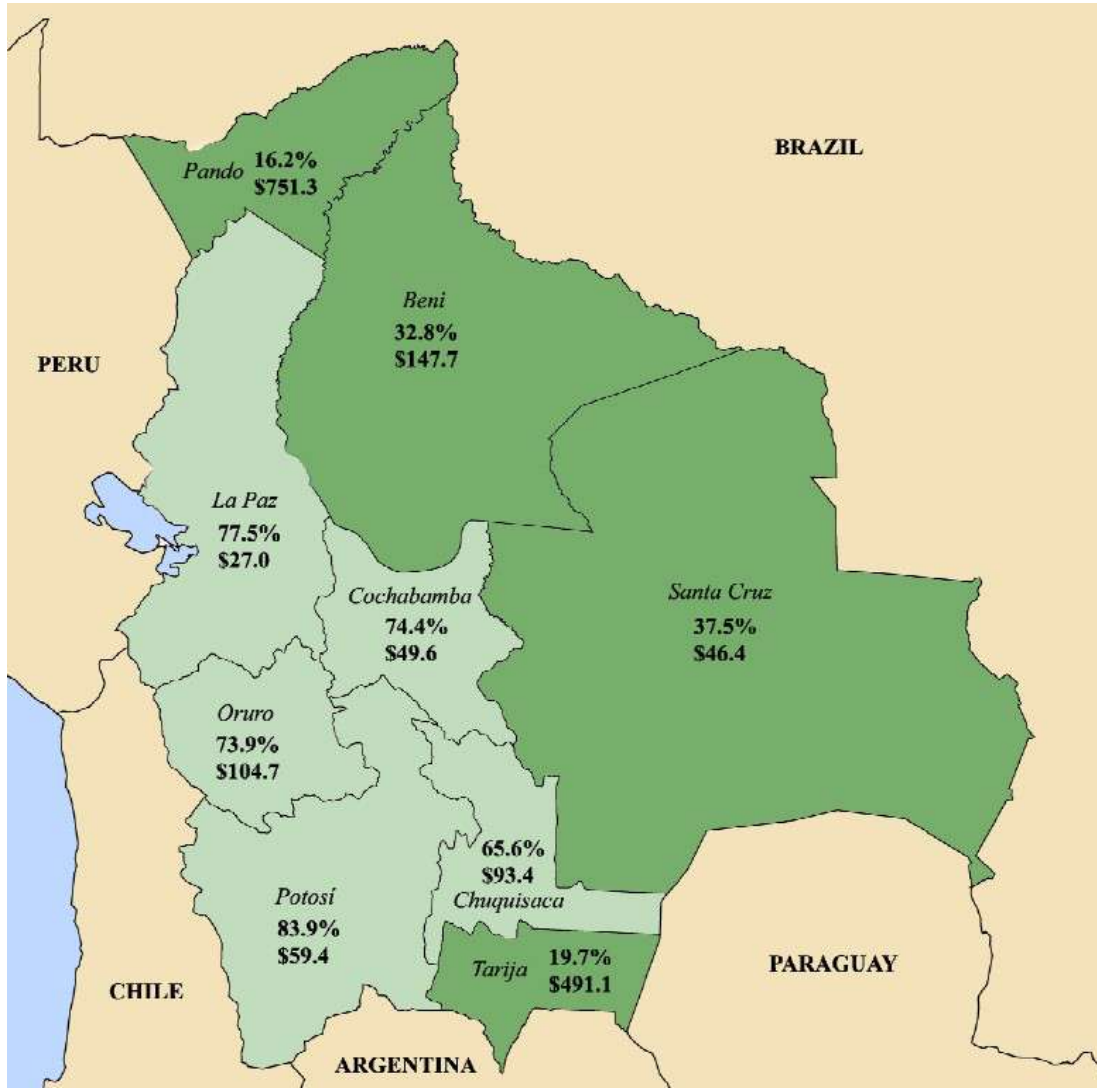 BRAZIL
Pando
16.2%
$751.3
Beni
32.8%
$147.7
PERU
La Paz
77.5%
$27.0
Cochabamba
74.4%
$49.6
Santa Cruz
37.5%
$46.4
Oruro
73.9%
$104.7
65.6%
$93.4
Chuquisaca
Potosí
83.9%
$59.4
Tarija
19.7%
$491.1
PARAGUAY
CHILE
ARGENTINA